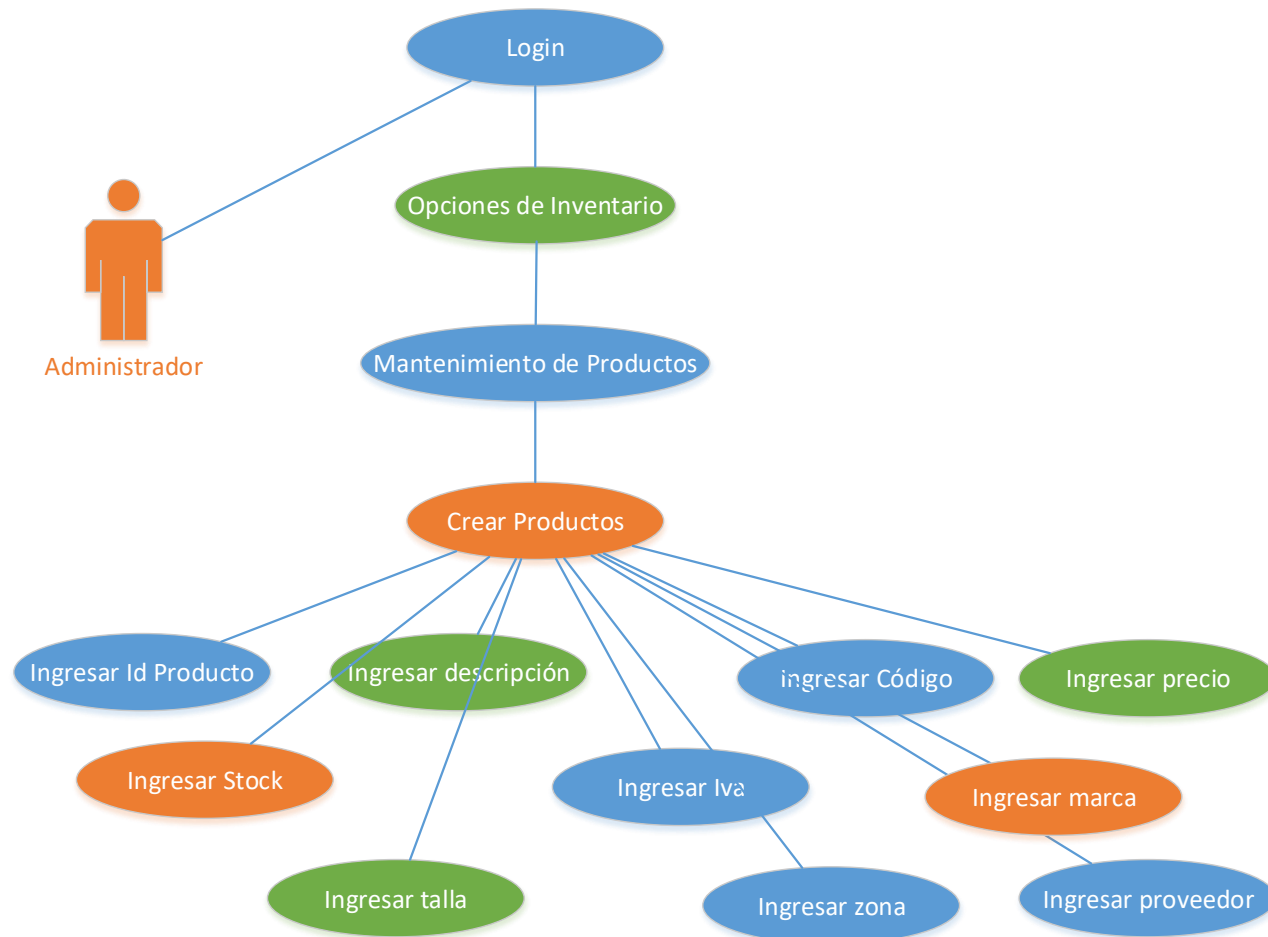 Login
Opciones de Inventario
Administrador
Mantenimiento de Productos
Crear Productos
Ingresar Id Producto
Ingresar descripción
Ingresar Código
Ingresar precio
Ingresar Stock
Ingresar Iva
Ingresar marca
Ingresar talla
Ingresar zona
Ingresar proveedor